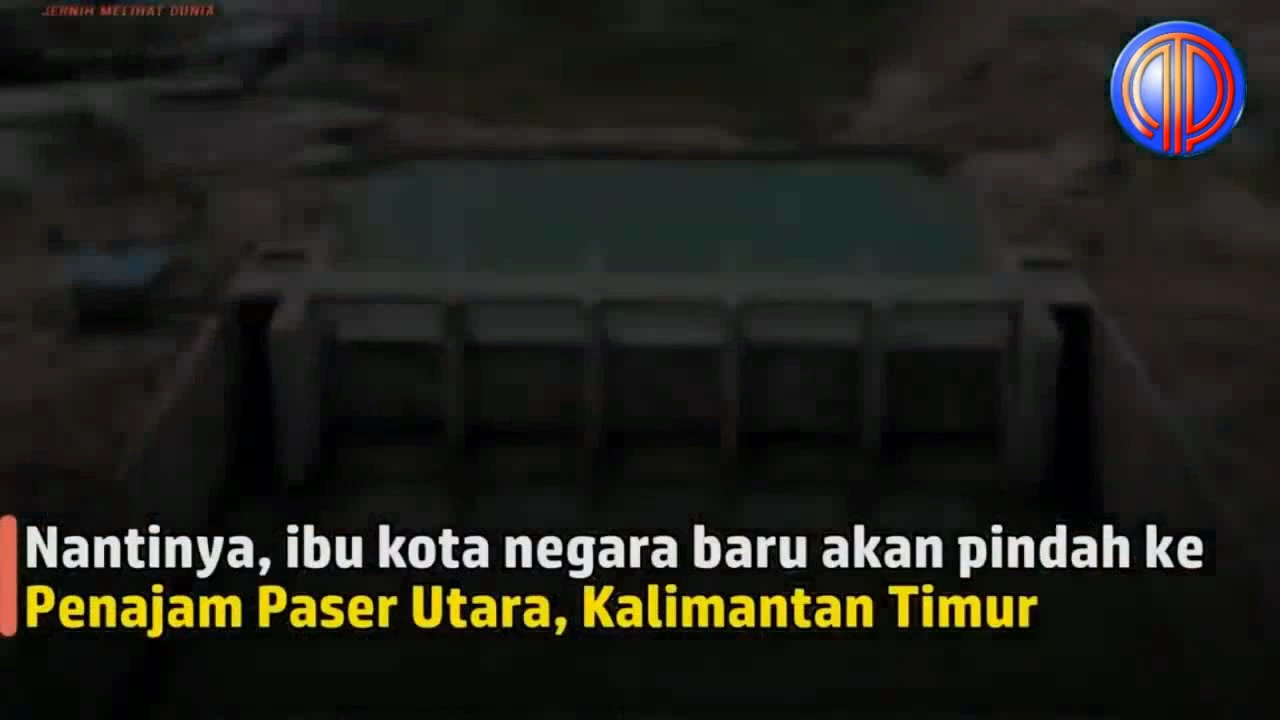 JERNIH MELIHAT DUNIA
Nantinya, ibu kota negara baru akan pindah ke
Penajam Paser Utara, Kalimantan Timur